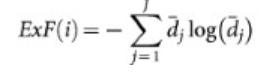 ExF(i) = − ∑_{j=1}^{J} d̄_j log(d̄_j)